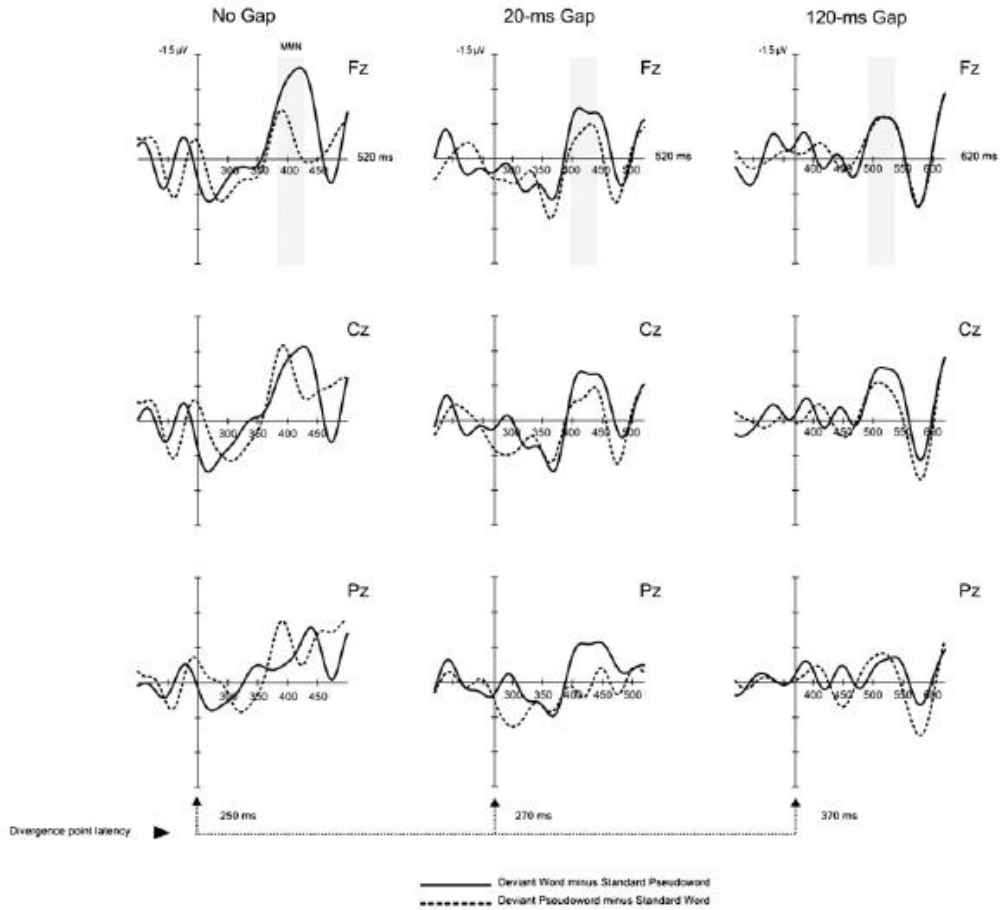 No Gap 20-ms Gap 120-ms Gap
-1.5 µV MMN Fz -1.5 µV Fz -1.5 µV Fz
350 400 450 520 ms 300 350 400 450 500 520 ms 400 450 500 550 600 620 ms
Cz Cz Cz
300 350 400 450 300 350 400 450 500 400 450 500 550 600
Pz Pz Pz
300 350 400 450 300 350 400 450 500 400 450 500 550 600
Divergence point latency 250 ms 270 ms 370 ms
Deviant Word minus Standard Pseudoword
Deviant Pseudoword minus Standard Word